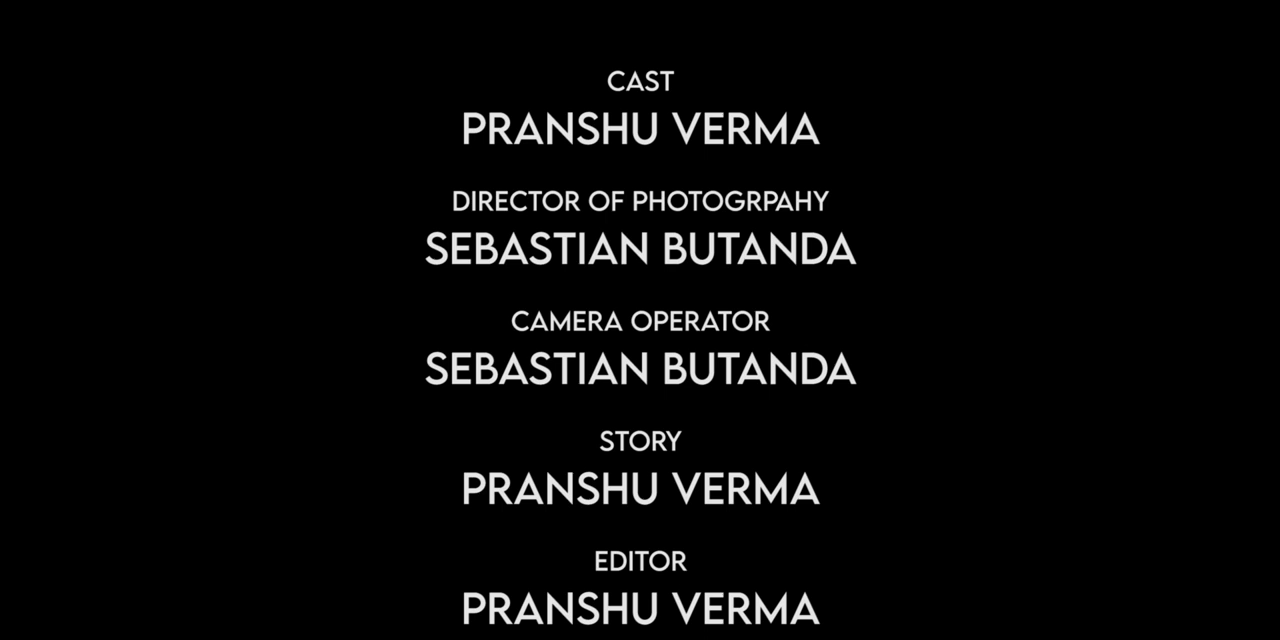 CAST
PRANSHU VERMA
DIRECTOR OF PHOTOGRPAHY
SEBASTIAN BUTANDA
CAMERA OPERATOR
SEBASTIAN BUTANDA
STORY
PRANSHU VERMA
EDITOR
PRANSHU VERMA